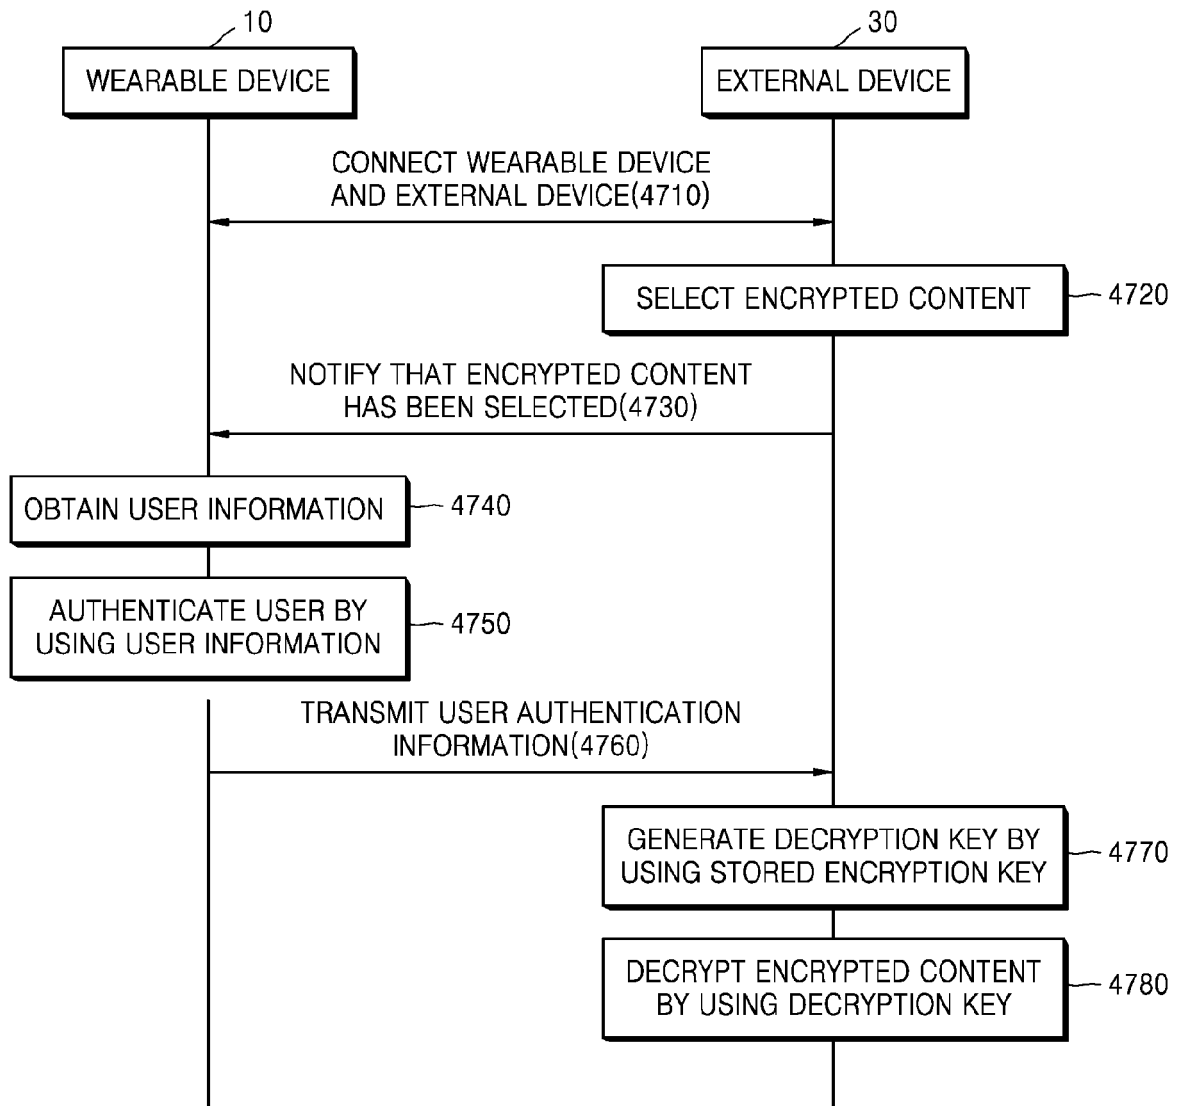 10
30
WEARABLE DEVICE
EXTERNAL DEVICE
CONNECT WEARABLE DEVICE
AND EXTERNAL DEVICE(4710)
SELECT ENCRYPTED CONTENT
4720
NOTIFY THAT ENCRYPTED CONTENT
HAS BEEN SELECTED(4730)
OBTAIN USER INFORMATION
4740
AUTHENTICATE USER BY
USING USER INFORMATION
4750
TRANSMIT USER AUTHENTICATION
INFORMATION(4760)
GENERATE DECRYPTION KEY BY
USING STORED ENCRYPTION KEY
4770
DECRYPT ENCRYPTED CONTENT
BY USING DECRYPTION KEY
4780